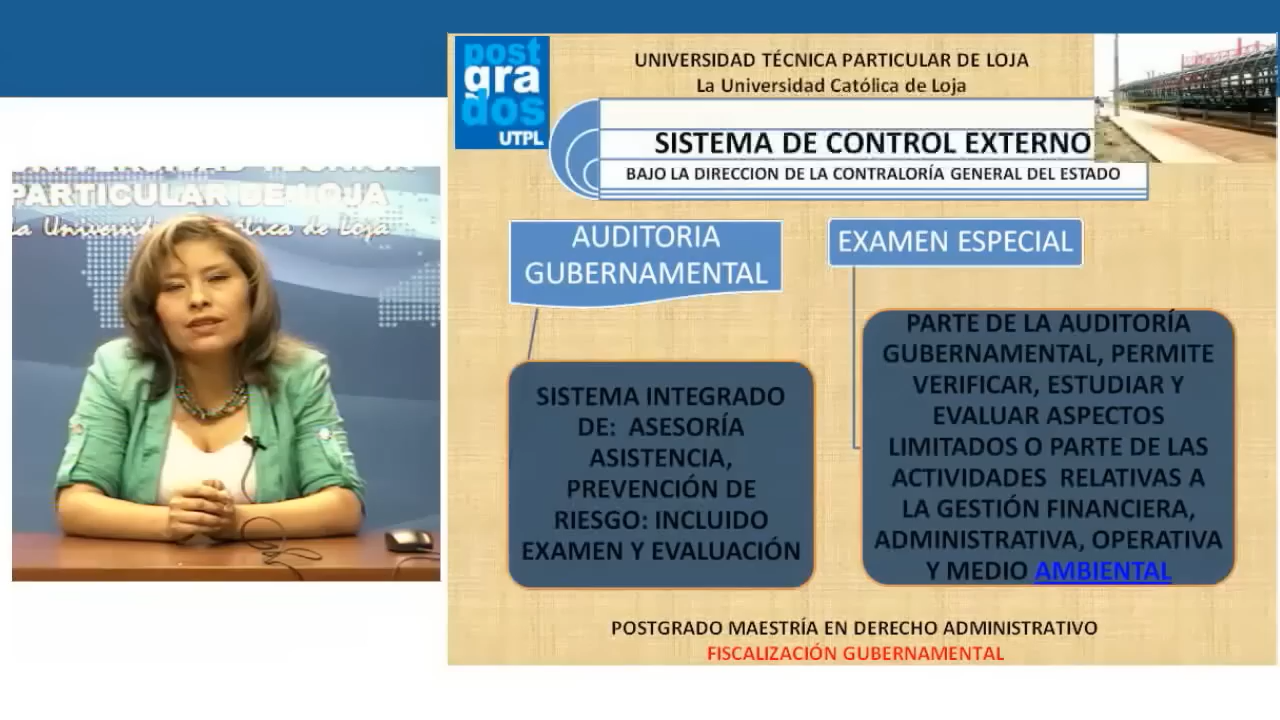 post
gra
dos
UTPL
UNIVERSIDAD TÉCNICA PARTICULAR DE LOJA
La Universidad Católica de Loja
SISTEMA DE CONTROL EXTERNO
BAJO LA DIRECCION DE LA CONTRALORÍA GENERAL DEL ESTADO
PARTICULAR DE LOJA
La Universidad Católica de Loja
AUDITORIA
GUBERNAMENTAL
SISTEMA INTEGRADO
DE: ASESORÍA
ASISTENCIA,
PREVENCIÓN DE
RIESGO: INCLUIDO
EXAMEN Y EVALUACIÓN
EXAMEN ESPECIAL
PARTE DE LA AUDITORÍA
GUBERNAMENTAL, PERMITE
VERIFICAR, ESTUDIAR Y
EVALUAR ASPECTOS
LIMITADOS O PARTE DE LAS
ACTIVIDADES RELATIVAS A
LA GESTIÓN FINANCIERA,
ADMINISTRATIVA, OPERATIVA
Y MEDIO AMBIENTAL
POSTGRADO MAESTRÍA EN DERECHO ADMINISTRATIVO
FISCALIZACIÓN GUBERNAMENTAL